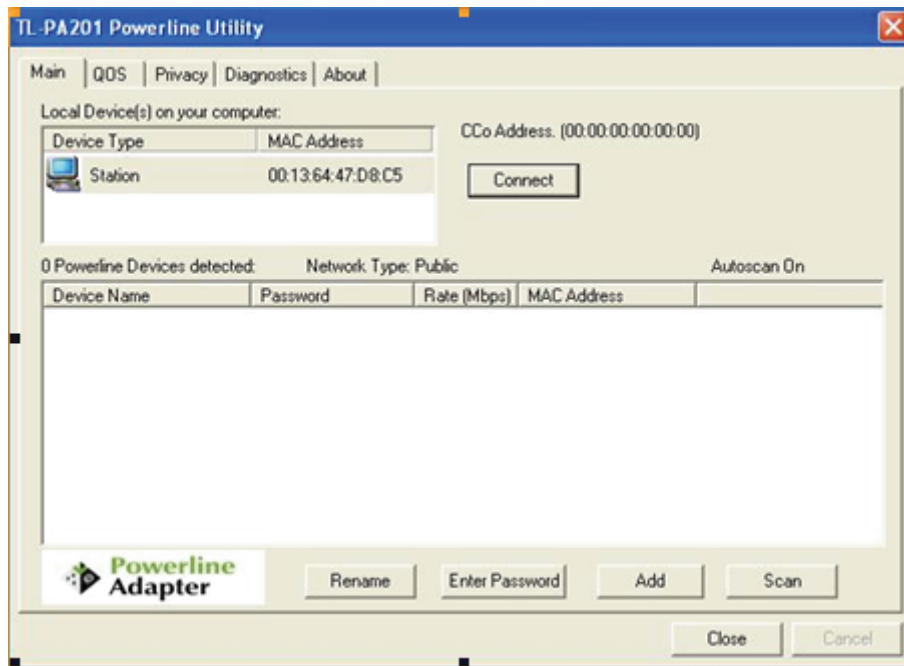 TL-PA201 Powerline Utility
Main QOS Privacy Diagnostics About
Local Device(s) on your computer:
CCo Address. (00:00:00:00:00:00)
Device Type MAC Address
Station 00:13:64:47:D8:C5
Connect
0 Powerline Devices detected: Network Type: Public Autoscan On
Device Name Password Rate (Mbps) MAC Address
Powerline
Adapter
Rename Enter Password Add Scan
Close Cancel